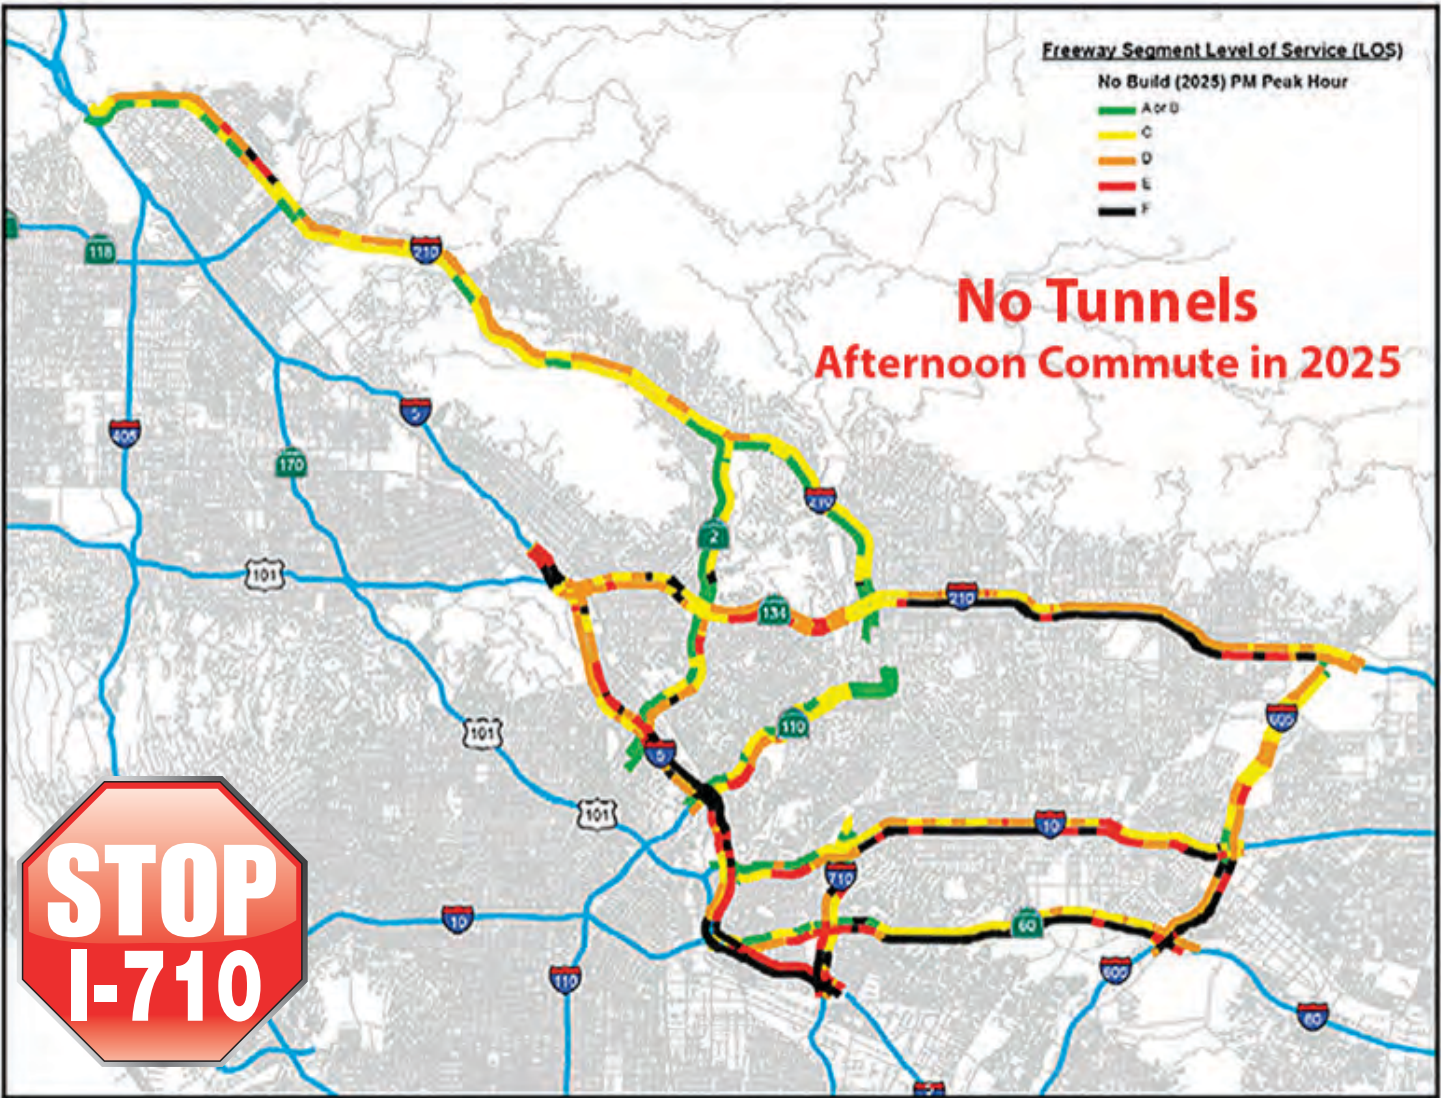 Freeway Segment Level of Service (LOS)
No Build (2025) PM Peak Hour
A or B
C
D
E
F
No Tunnels
Afternoon Commute in 2025
118
210
5
405
170
210
2
101
134
210
101
110
605
5
101
10
710
10
60
110
605
60
STOP
I-710